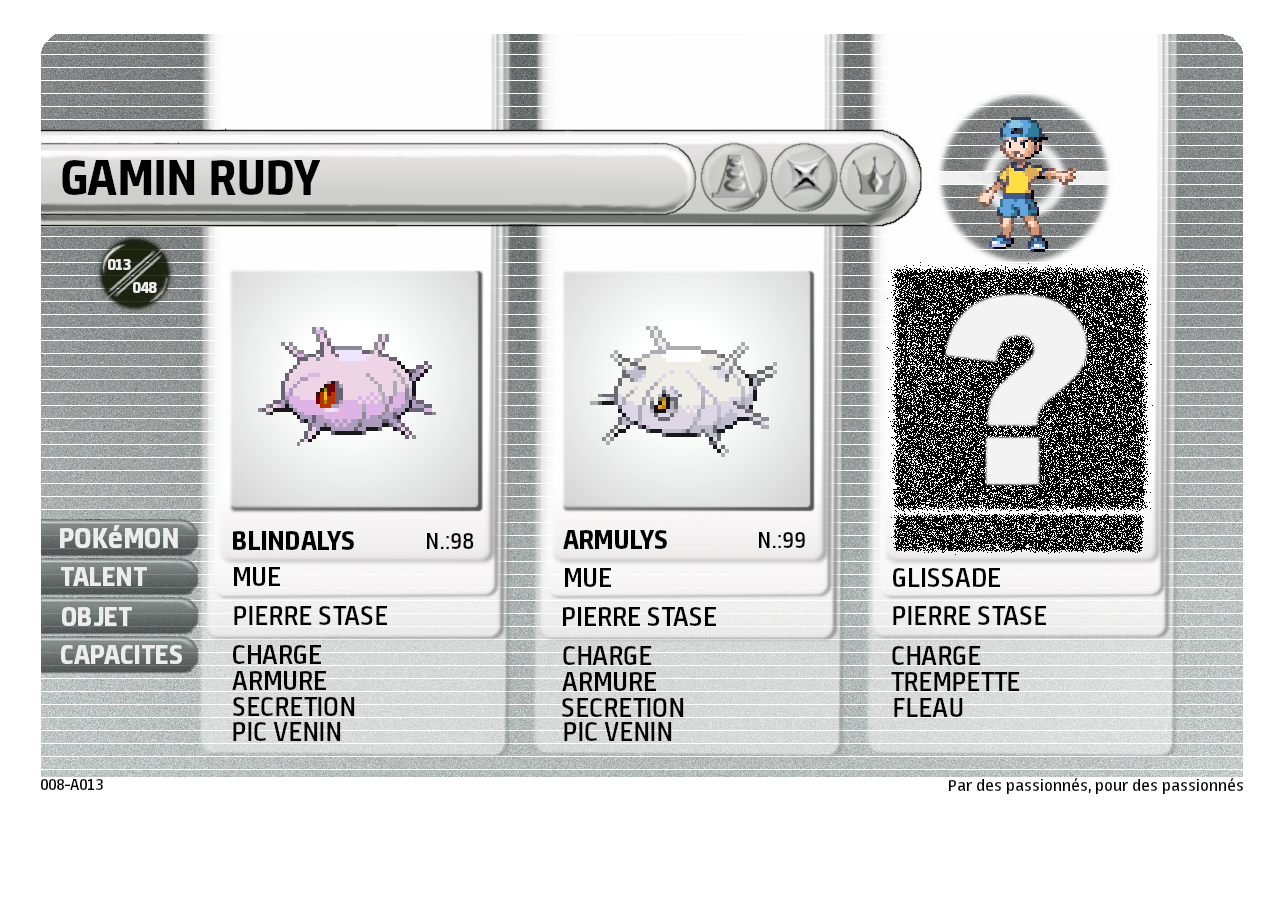 GAMIN RUDY
013
048
?
POKéMON
BLINDALYS N.:98
ARMULYS N.:99
TALENT
MUE
MUE
GLISSADE
OBJET
PIERRE STASE
PIERRE STASE
PIERRE STASE
CAPACITES
CHARGE
ARMURE
SECRETION
PIC VENIN
CHARGE
ARMURE
SECRETION
PIC VENIN
CHARGE
TREMPETTE
FLEAU
008-A013
Par des passionnés, pour des passionnés